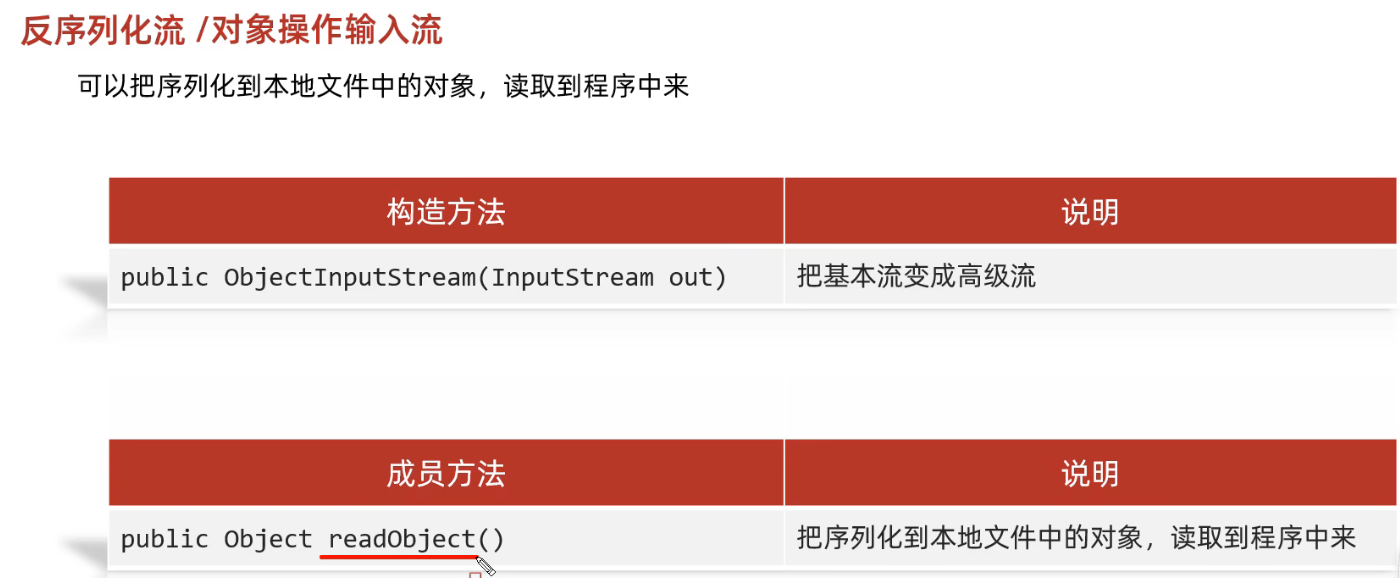 反序列化流 /对象操作输入流
可以把序列化到本地文件中的对象，读取到程序中来
构造方法 说明
public ObjectInputStream(InputStream out) 把基本流变成高级流
成员方法 说明
public Object readObject() 把序列化到本地文件中的对象，读取到程序中来